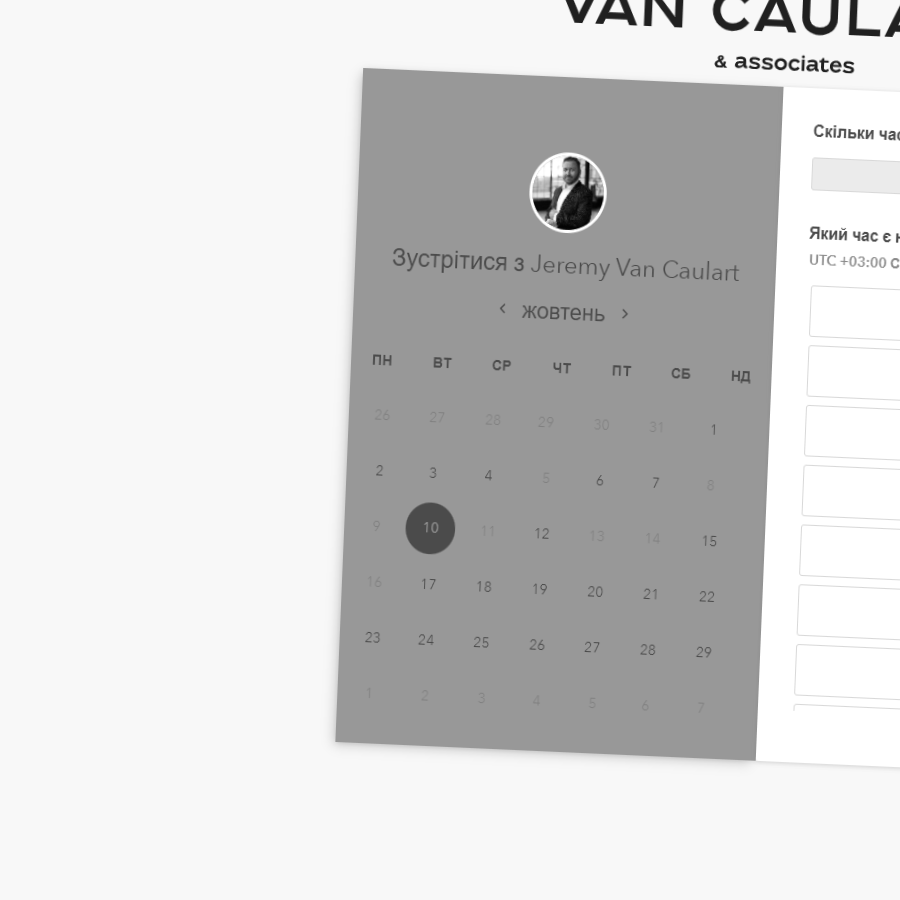 VAN CAULA
& associates
Зустрітися з Jeremy Van Caulart
жовтень
ПН ВТ СР ЧТ ПТ СБ НД
26 27 28 29 30 31 1
2 3 4 5 6 7 8
9 10 11 12 13 14 15
16 17 18 19 20 21 22
23 24 25 26 27 28 29
1 2 3 4 5 6 7
Скільки час
Який час є н
UTC +03:00 С